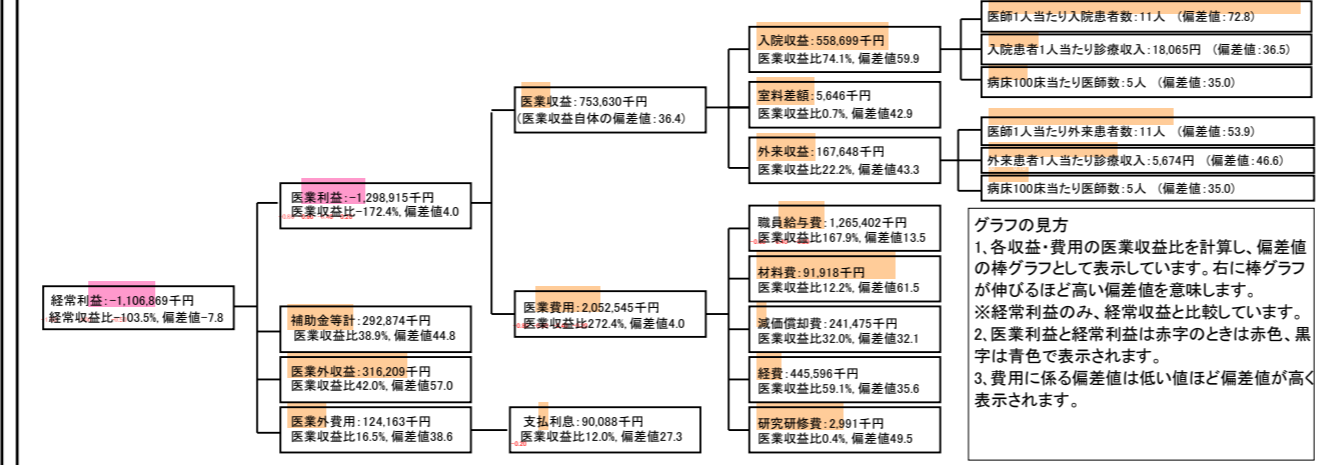 医師1人当たり入院患者数:11人 (偏差値:72.8)
入院収益:558,699千円
医業収益比74.1%, 偏差値59.9
入院患者1人当たり診療収入:18,065円 (偏差値:36.5)
病床100床当たり医師数:5人 (偏差値:35.0)
医業収益:753,630千円
(医業収益自体の偏差値:36.4)
室料差額:5,646千円
医業収益比0.7%, 偏差値42.9
医師1人当たり外来患者数:11人 (偏差値:53.9)
外来収益:167,648千円
医業収益比22.2%, 偏差値43.3
外来患者1人当たり診療収入:5,674円 (偏差値:46.6)
病床100床当たり医師数:5人 (偏差値:35.0)
医業利益:-1,298,915千円
医業収益比-172.4%, 偏差値4.0
職員給与費:1,265,402千円
医業収益比167.9%, 偏差値13.5
材料費:91,918千円
医業収益比12.2%, 偏差値61.5
経常利益:-1,106,869千円
経常収益比-103.5%, 偏差値-7.8
医業費用:2,052,545千円
医業収益比272.4%, 偏差値4.0
補助金等計:292,874千円
医業収益比38.9%, 偏差値44.8
減価償却費:241,475千円
医業収益比32.0%, 偏差値32.1
医業外収益:316,209千円
医業収益比42.0%, 偏差値57.0
経費:445,596千円
医業収益比59.1%, 偏差値35.6
医業外費用:124,163千円
医業収益比16.5%, 偏差値38.6
支払利息:90,088千円
医業収益比12.0%, 偏差値27.3
-0.20
研究研修費:2,991千円
医業収益比0.4%, 偏差値49.5
グラフの見方
1、各収益・費用の医業収益比を計算し、偏差値
の棒グラフとして表示しています。右に棒グラフ
が伸びるほど高い偏差値を意味します。
※経常利益のみ、経常収益と比較しています。
2、医業利益と経常利益は赤字のときは赤色、黒
字は青色で表示されます。
3、費用に係る偏差値は低い値ほど偏差値が高く
表示されます。